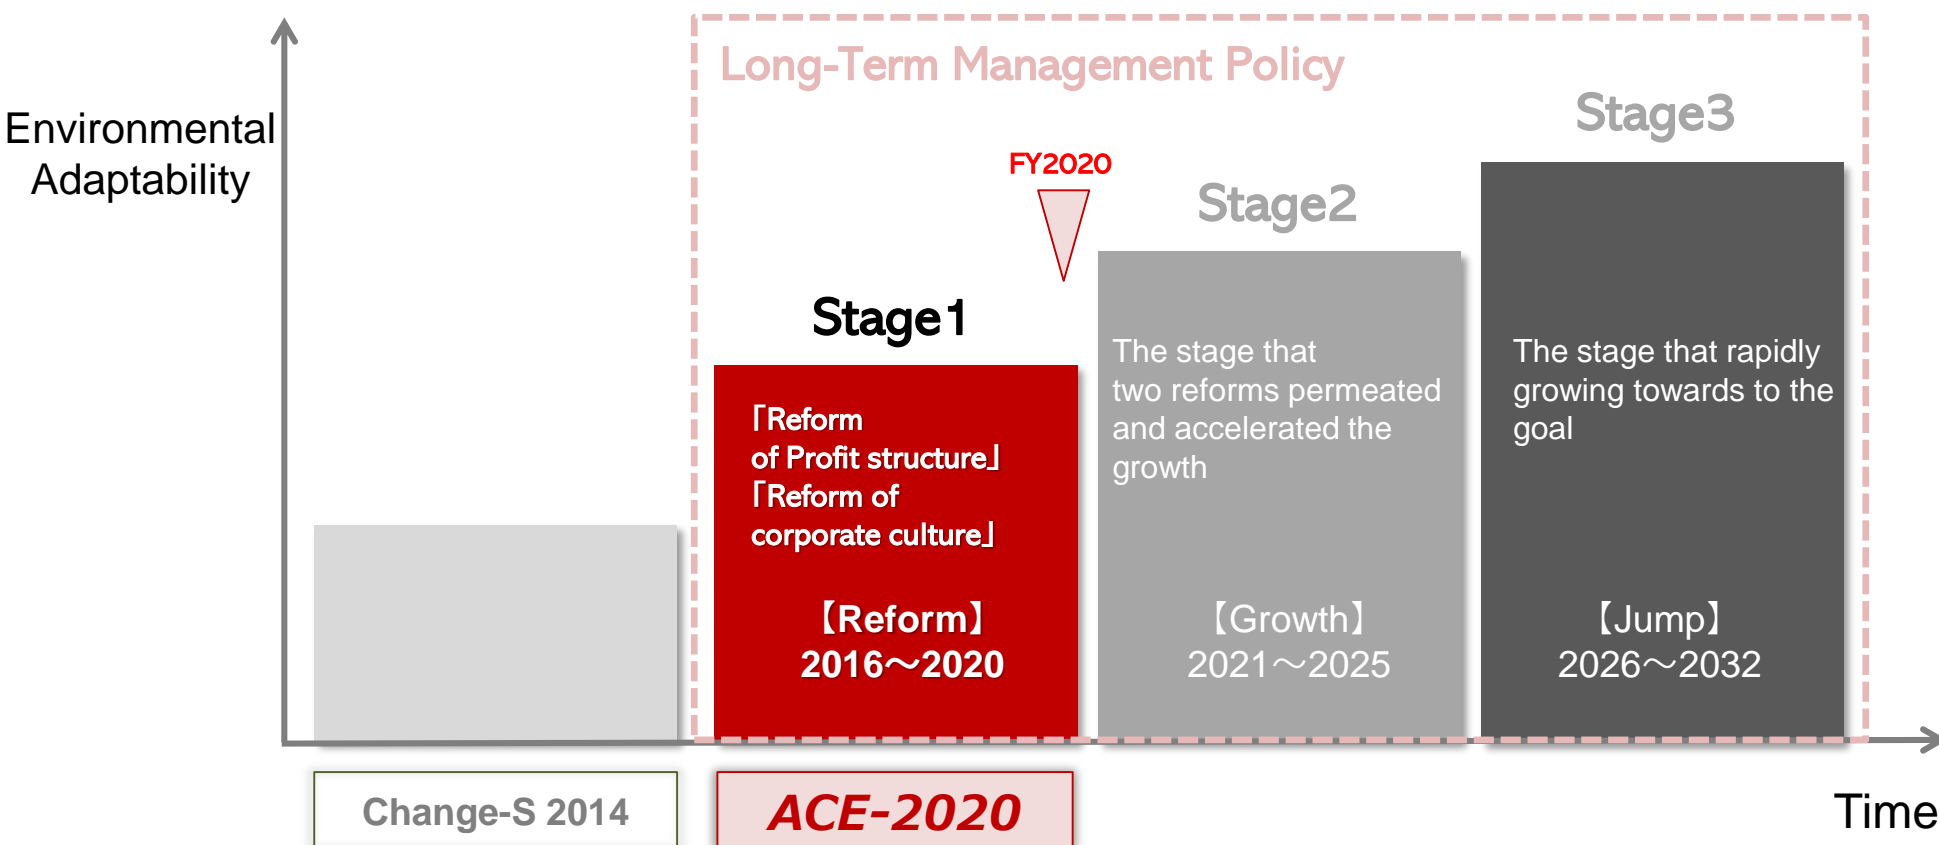 Environmental
Adaptability
Long-Term Management Policy
FY2020
Stage1
「Reform
of Profit structure」
「Reform of
corporate culture」
【Reform】
2016～2020
Stage2
The stage that
two reforms permeated
and accelerated the
growth
【Growth】
2021～2025
Stage3
The stage that rapidly
growing towards to the
goal
【Jump】
2026～2032
Change-S 2014
ACE-2020
Time